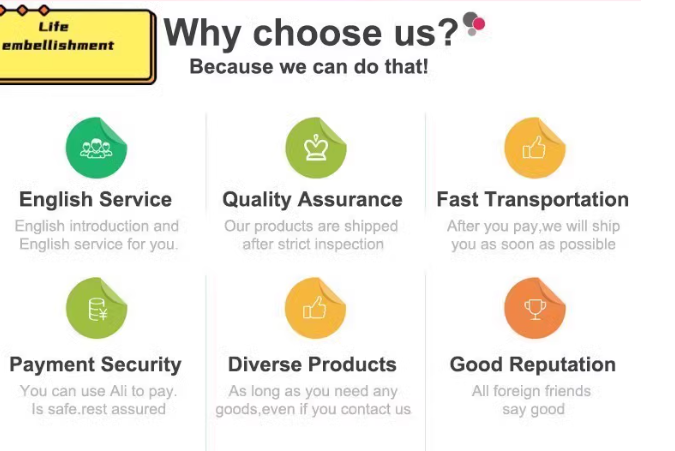 Life
embellishment
Why choose us?
Because we can do that!
English Service
English introduction and
English service for you.
Quality Assurance
Our products are shipped
after strict inspection
Fast Transportation
After you pay,we will ship
you as soon as possible
Payment Security
You can use Ali to pay.
Is safe.rest assured
Diverse Products
As long as you need any
goods,even if you contact us
Good Reputation
All foreign friends
say good